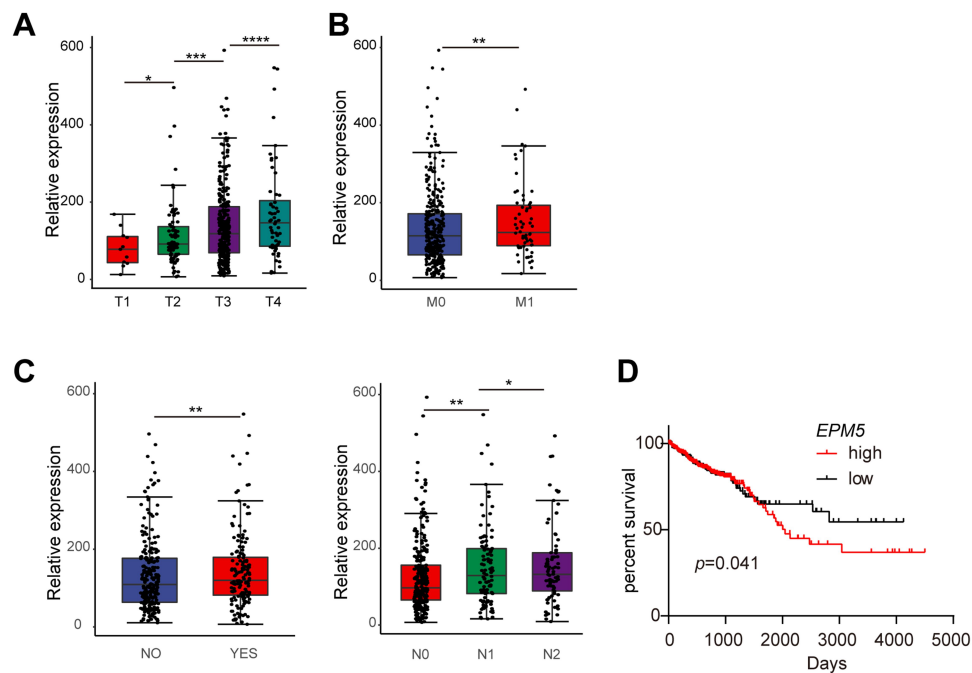 A
Relative expression
600
400
200
0
*
***
****
T1 T2 T3 T4
B
Relative expression
600
400
200
0
**
M0 M1
C
Relative expression
600
400
200
0
**
NO YES
Relative expression
600
400
200
0
**
*
N0 N1 N2
D
percent survival
100
50
0
EPM5
high
low
p=0.041
0 1000 2000 3000 4000 5000
Days